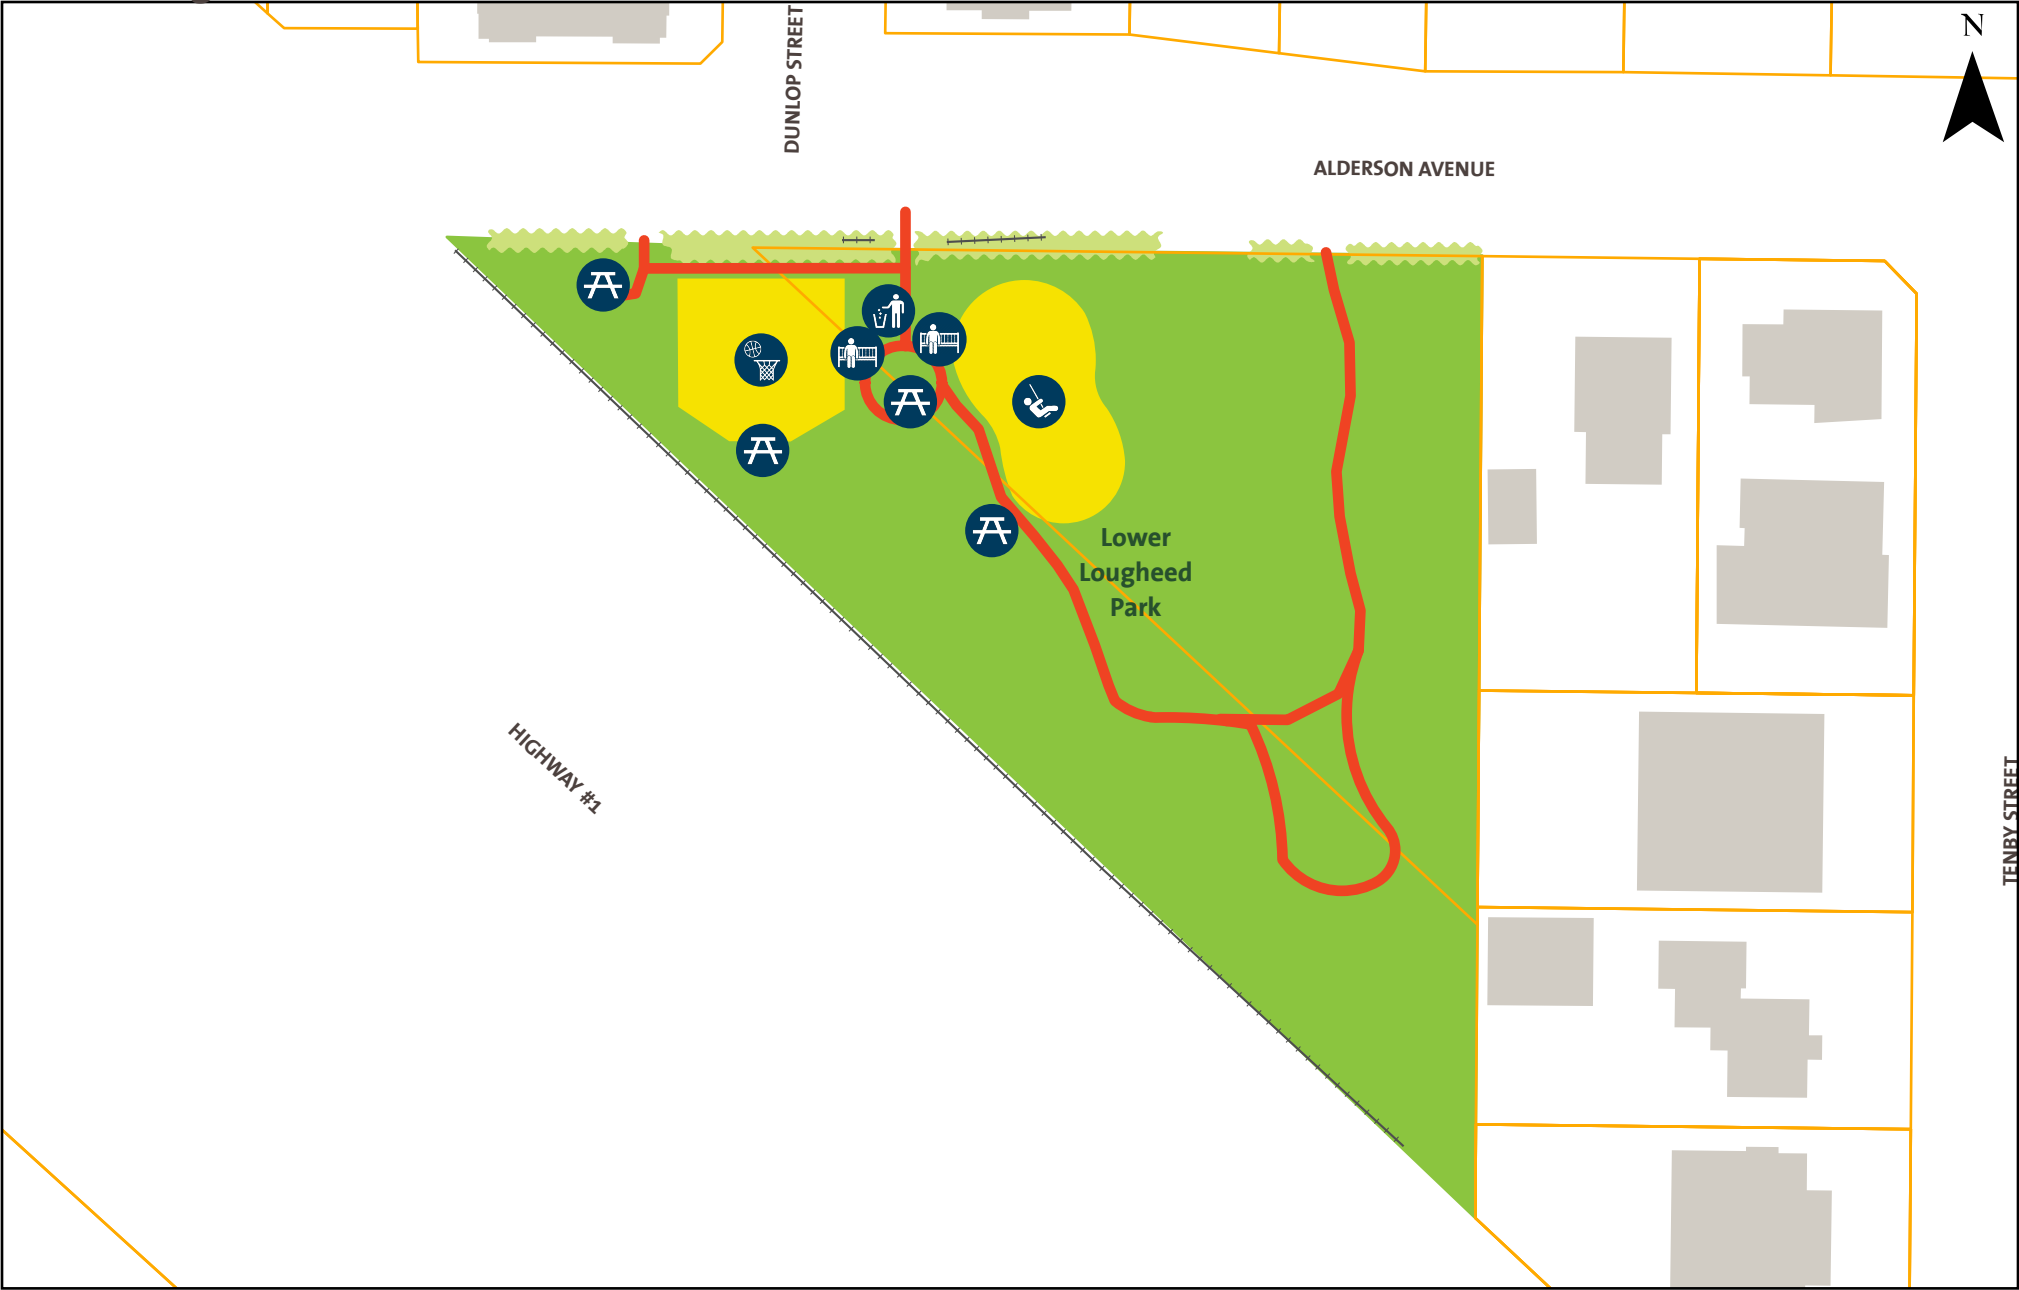 N
DUNLOP STREET
ALDERSON AVENUE
Lower
Lougheed
Park
HIGHWAY #1
TENBY STREET